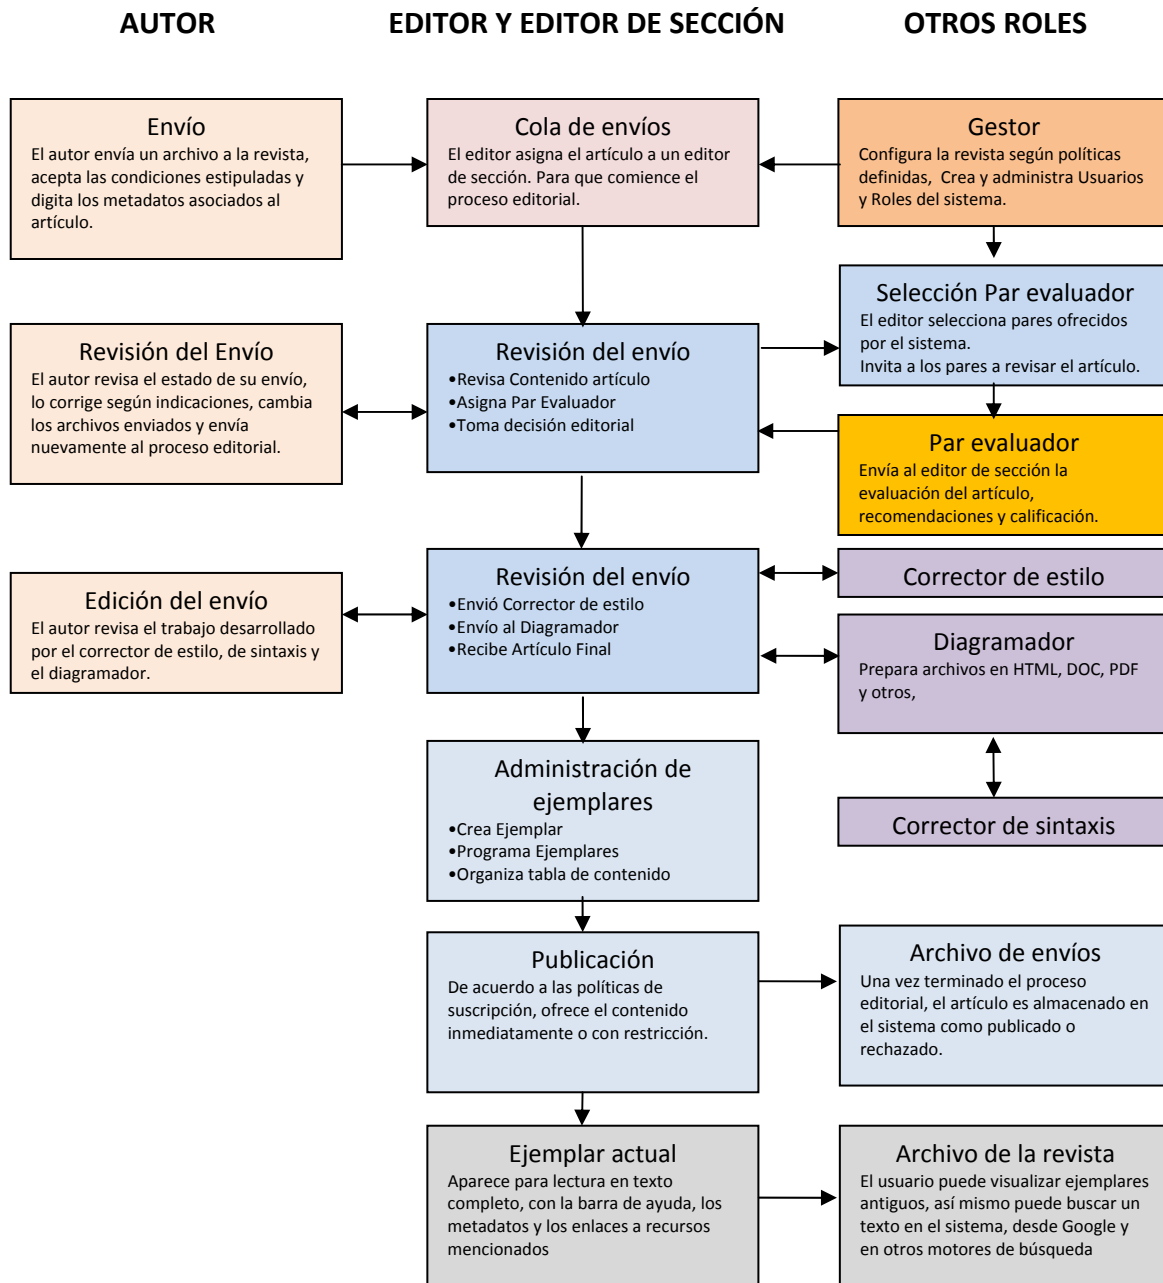 AUTOR
EDITOR Y EDITOR DE SECCIÓN
OTROS ROLES
Envío
El autor envía un archivo a la revista,
acepta las condiciones estipuladas y
digita los metadatos asociados al
artículo.
Cola de envíos
El editor asigna el artículo a un editor
de sección. Para que comience el
proceso editorial.
Gestor
Configura la revista según políticas
definidas, Crea y administra Usuarios
y Roles del sistema.
Selección Par evaluador
El editor selecciona pares ofrecidos
por el sistema.
Invita a los pares a revisar el artículo.
Revisión del Envío
El autor revisa el estado de su envío,
lo corrige según indicaciones, cambia
los archivos enviados y envía
nuevamente al proceso editorial.
Revisión del envío
•Revisa Contenido artículo
•Asigna Par Evaluador
•Toma decisión editorial
Par evaluador
Envía al editor de sección la
evaluación del artículo,
recomendaciones y calificación.
Edición del envío
El autor revisa el trabajo desarrollado
por el corrector de estilo, de sintaxis y
el diagramador.
Revisión del envío
•Envió Corrector de estilo
•Envío al Diagramador
•Recibe Artículo Final
Corrector de estilo
Diagramador
Prepara archivos en HTML, DOC, PDF
y otros,
Corrector de sintaxis
Administración de
ejemplares
•Crea Ejemplar
•Programa Ejemplares
•Organiza tabla de contenido
Publicación
De acuerdo a las políticas de
suscripción, ofrece el contenido
inmediatamente o con restricción.
Archivo de envíos
Una vez terminado el proceso
editorial, el artículo es almacenado en
el sistema como publicado o
rechazado.
Ejemplar actual
Aparece para lectura en texto
completo, con la barra de ayuda, los
metadatos y los enlaces a recursos
mencionados
Archivo de la revista
El usuario puede visualizar ejemplares
antiguos, así mismo puede buscar un
texto en el sistema, desde Google y
en otros motores de búsqueda